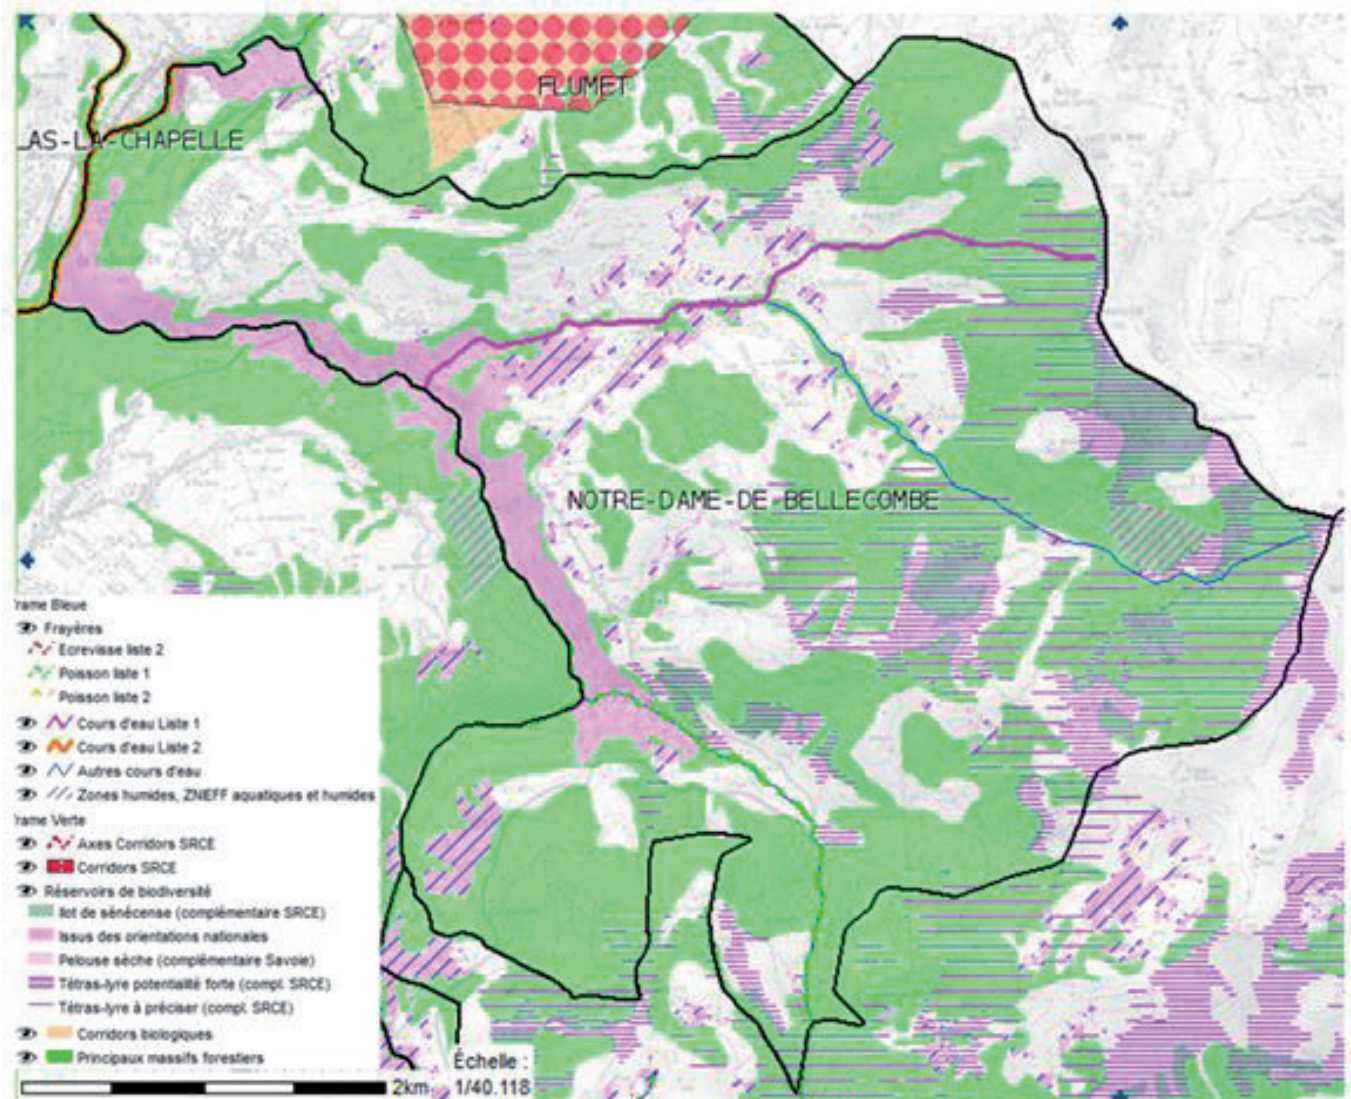 FLUMET
AS-LA-CHAPELLE
NOTRE-DAME-DE-BELLECOMBE
rame Bleue
Frayères
Ecrevisse liste 2
Poisson liste 1
Poisson liste 2
Cours d'eau Liste 1
Cours d'eau Liste 2
Autres cours d'eau
Zones humides, ZNIEFF aquatiques et humides
rame Verte
Axes Corridors SRCE
Corridors SRCE
Réservoirs de biodiversité
Ilot de sénécense (complémentaire SRCE)
Issus des orientations nationales
Pelouse sèche (complémentaire Savoie)
Tétras-lyre potentialité forte (compl. SRCE)
Tétras-lyre à préciser (compl. SRCE)
Corridors biologiques
Principaux massifs forestiers
Échelle :
2km 1/40.118